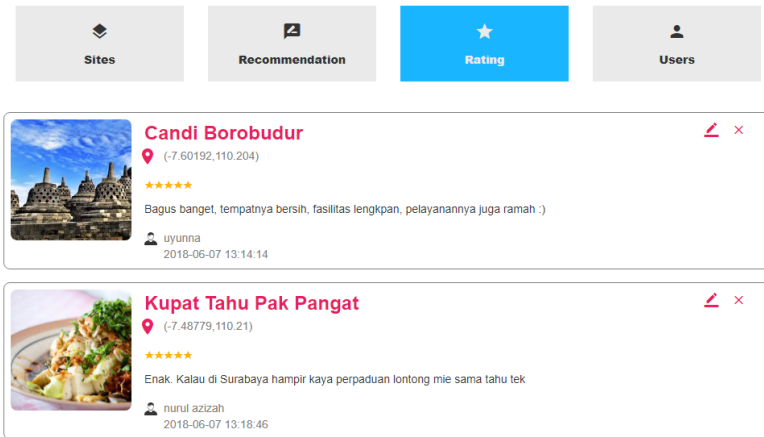 Sites
Recommendation
Rating
Users
Candi Borobudur
(-7.60192,110.204)
Bagus banget, tempatnya bersih, fasilitas lengkpan, pelayanannya juga ramah :)
uyunna
2018-06-07 13:14:14
Kupat Tahu Pak Pangat
(-7.48779,110.21)
Enak. Kalau di Surabaya hampir kaya perpaduan lontong mie sama tahu tek
nurul azizah
2018-06-07 13:18:46